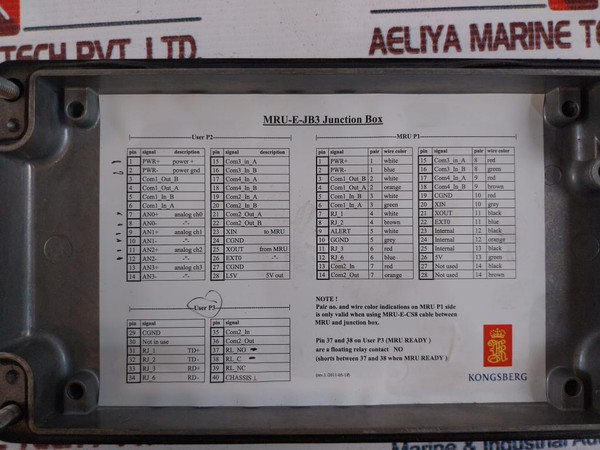 TECH PVT. LTD.
AELIYA MARINE TE
MRU-E-JB3 Junction Box
User P2
pin signal description
1 PWR+ power +
2 PWR- power gnd
3 Com1_Out_B
4 Com1_Out_A
5 Com1_In_B
6 Com1_In_A
7 AN0+ analog ch0
8 AN0- -"-
9 AN1+ analog ch1
10 AN1- -"-
11 AN2+ analog ch2
12 AN2- -"-
13 AN3+ analog ch3
14 AN3- -"-
pin signal description
15 Com3_In_A
16 Com3_In_B
17 Com4_In_A
18 Com4_In_B
19 Com2_In_A
20 Com2_In_B
21 Com2_Out_A
22 Com2_Out_B
23 XIN to MRU
24 CGND
25 XOUT from MRU
26 EXT0 -"-
27 CGND
28 L5V 5V out
MRU P1
pin signal pair wire color
1 PWR+ 1 white
2 PWR- 1 blue
3 Com1_Out_B 2 white
4 Com1_Out_A 2 orange
5 Com1_In_B 3 white
6 Com1_In_A 3 green
7 RJ_1 4 white
8 RJ_2 4 brown
9 ALERT 5 white
10 GGND 5 grey
11 RJ_3 6 red
12 RJ_6 6 blue
13 Com2_In 7 red
14 Com2_Out 7 orange
pin signal pair wire color
15 Com3_in_A 8 red
16 Com3_In_B 8 green
17 Com4_In_A 9 red
18 Com4_In_B 9 brown
19 CGND 10 red
20 XIN 10 grey
21 XOUT 11 black
22 EXT0 11 blue
23 Internal 12 black
24 Internal 12 orange
25 Internal 13 black
26 5V 13 green
27 Not used 14 black
28 Not used 14 brown
User P3
29 CGND
30 Not in use
31 RJ_1 TD+
32 RJ_2 TD-
33 RJ_3 RD+
34 RJ_6 RD-
35 Com2_In
36 Com2_Out
37 RL_NO
38 RL_C
39 RL_NC
40 CHASSIS ⊥
NOTE !
Pair no. and wire color indications on MRU P1 side
is only valid when using MRU-E-CS8 cable between
MRU and junction box.
Pin 37 and 38 on User P3 (MRU READY )
are a floating relay contact NO
(shorts between 37 and 38 when MRU READY )
KONGSBERG
Marine & Industrial